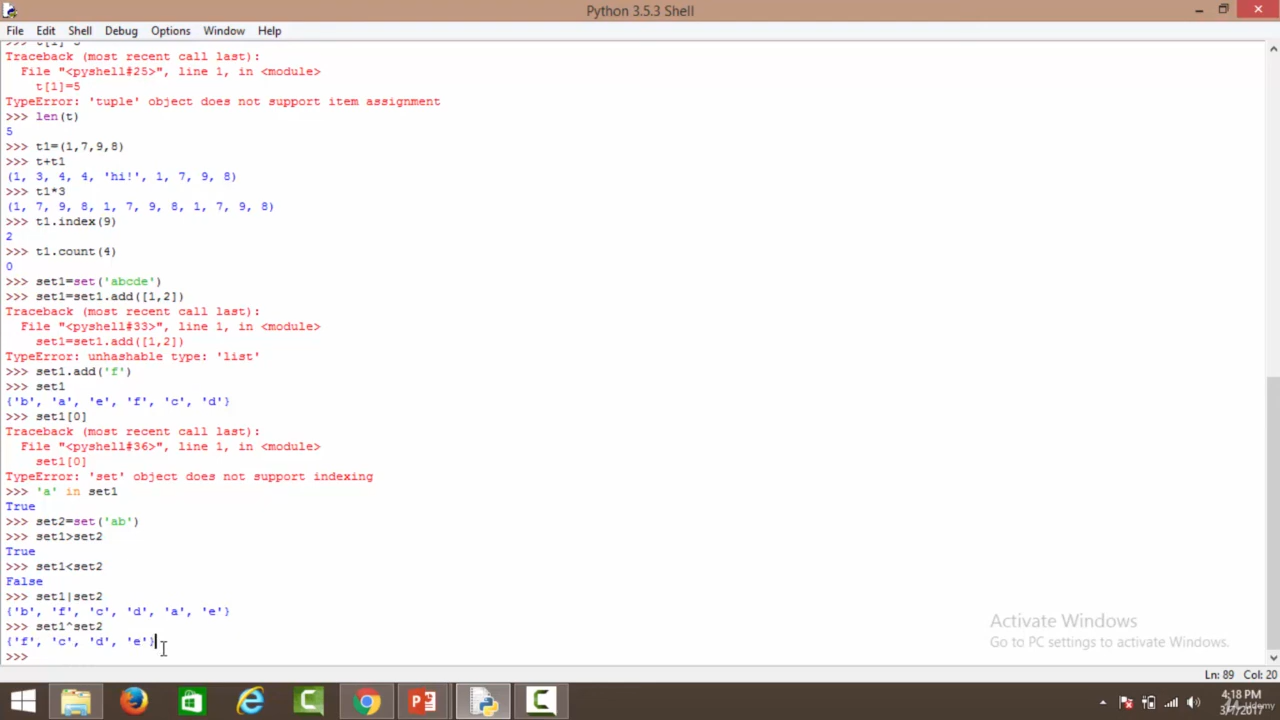 Python 3.5.3 Shell
File Edit Shell Debug Options Window Help
Traceback (most recent call last):
  File "<pyshell#25>", line 1, in <module>
    t[1]=5
TypeError: 'tuple' object does not support item assignment
>>> len(t)
5
>>> t1=(1,7,9,8)
>>> t+t1
(1, 3, 4, 4, 'hi!', 1, 7, 9, 8)
>>> t1*3
(1, 7, 9, 8, 1, 7, 9, 8, 1, 7, 9, 8)
>>> t1.index(9)
2
>>> t1.count(4)
0
>>> set1=set('abcde')
>>> set1=set1.add([1,2])
Traceback (most recent call last):
  File "<pyshell#33>", line 1, in <module>
    set1=set1.add([1,2])
TypeError: unhashable type: 'list'
>>> set1.add('f')
>>> set1
{'b', 'a', 'e', 'f', 'c', 'd'}
>>> set1[0]
Traceback (most recent call last):
  File "<pyshell#36>", line 1, in <module>
    set1[0]
TypeError: 'set' object does not support indexing
>>> 'a' in set1
True
>>> set2=set('ab')
>>> set1>set2
True
>>> set1<set2
False
>>> set1|set2
{'b', 'f', 'c', 'd', 'a', 'e'}
>>> set1^set2
{'f', 'c', 'd', 'e'}
>>>
Activate Windows
Go to PC settings to activate Windows.
Ln: 89 Col: 20
4:18 PM
3/7/2017
Udemy